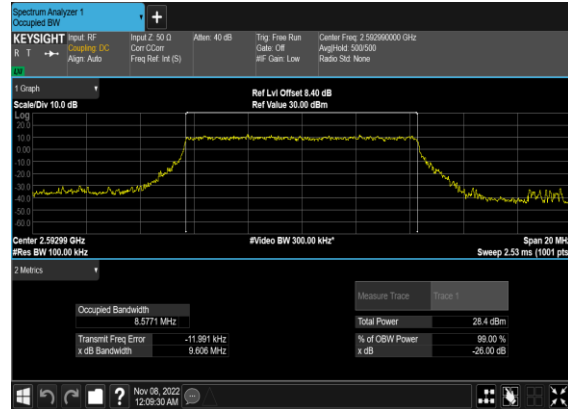 Spectrum Analyzer 1
Occupied BW
KEYSIGHT Input: RF Input Z: 50 Ω Atten: 40 dB Trig: Free Run Center Freq: 2.592990000 GHz
R T Coupling: DC Corr CCorr Gate: Off Avg|Hold: 500/500
Align: Auto Freq Ref: Int (S) #IF Gain: Low Radio Std: None
LW
1 Graph
Ref Lvl Offset 8.40 dB
Scale/Div 10.0 dB Ref Value 30.00 dBm
Log
20.0
10.0
0.00
-10.0
-20.0
-30.0
-40.0
-50.0
-60.0
Center 2.59299 GHz #Video BW 300.00 kHz* Span 20 MHz
#Res BW 100.00 kHz Sweep 2.53 ms (1001 pts)
2 Metrics
Measure Trace Trace 1
Occupied Bandwidth
8.5771 MHz Total Power 28.4 dBm
Transmit Freq Error -11.991 kHz % of OBW Power 99.00 %
x dB Bandwidth 9.606 MHz x dB -26.00 dB
Nov 08, 2022
12:09:30 AM